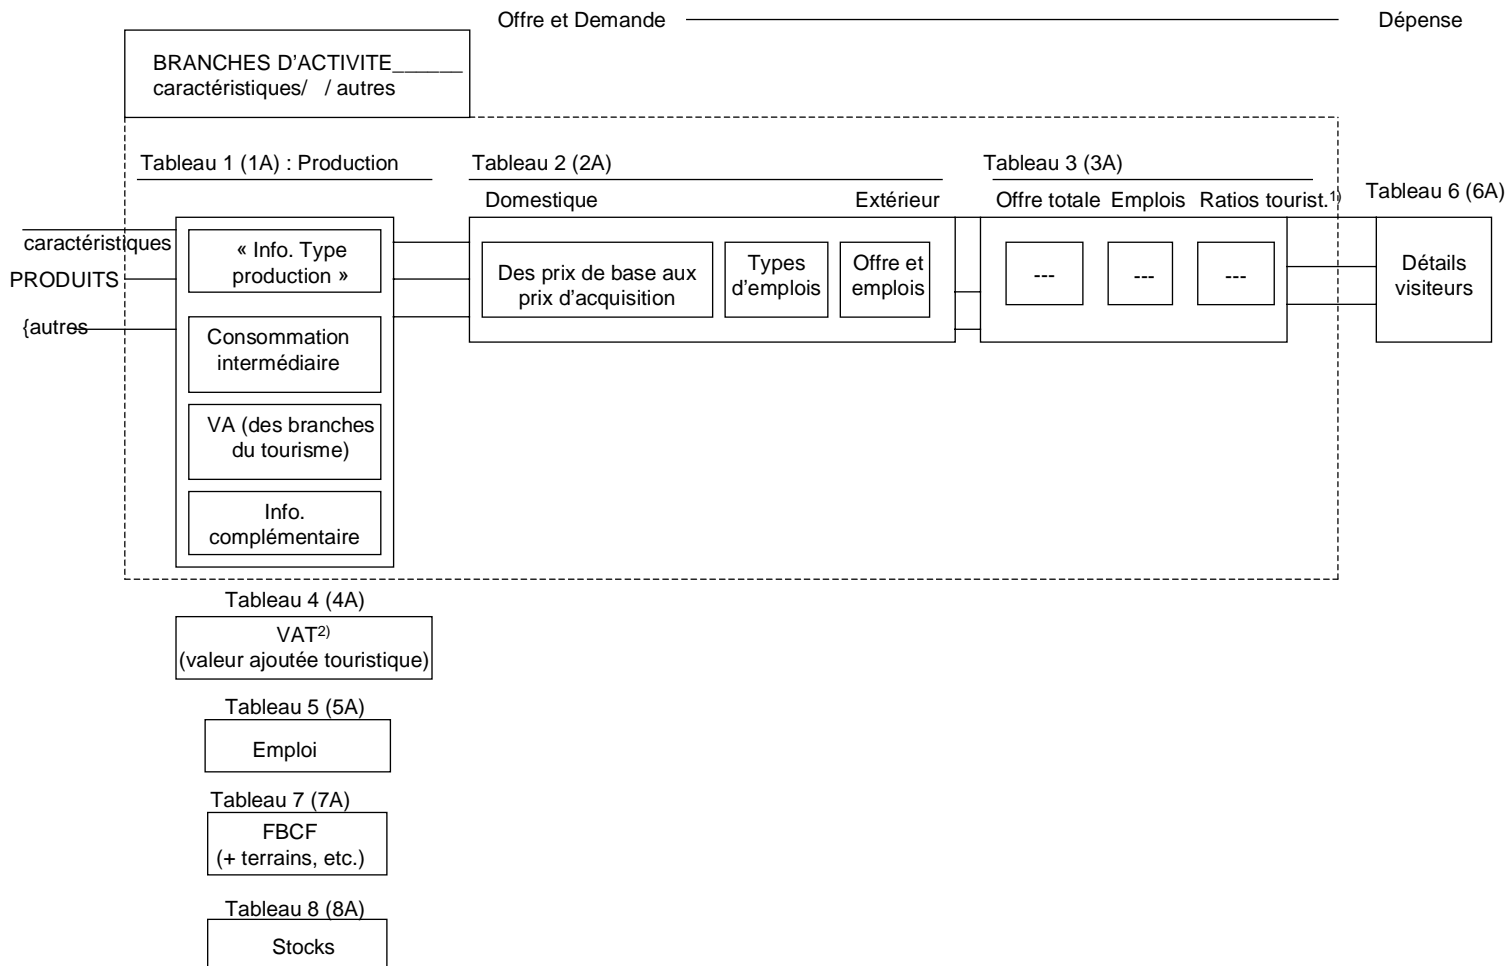 Offre et Demande
Dépense
BRANCHES D’ACTIVITE______
caractéristiques/ / autres
Tableau 1 (1A) : Production
Tableau 2 (2A)
Tableau 3 (3A)
Tableau 6 (6A)
Domestique
Extérieur
Offre totale
Emplois
Ratios tourist.¹⁾
caractéristiques
PRODUITS
{autres
« Info. Type
production »
Consommation
intermédiaire
VA (des branches
du tourisme)
Info.
complémentaire
Des prix de base aux
prix d’acquisition
Types
d’emplois
Offre et
emplois
---
---
---
Détails
visiteurs
Tableau 4 (4A)
VAT²⁾
(valeur ajoutée touristique)
Tableau 5 (5A)
Emploi
Tableau 7 (7A)
FBCF
(+ terrains, etc.)
Tableau 8 (8A)
Stocks